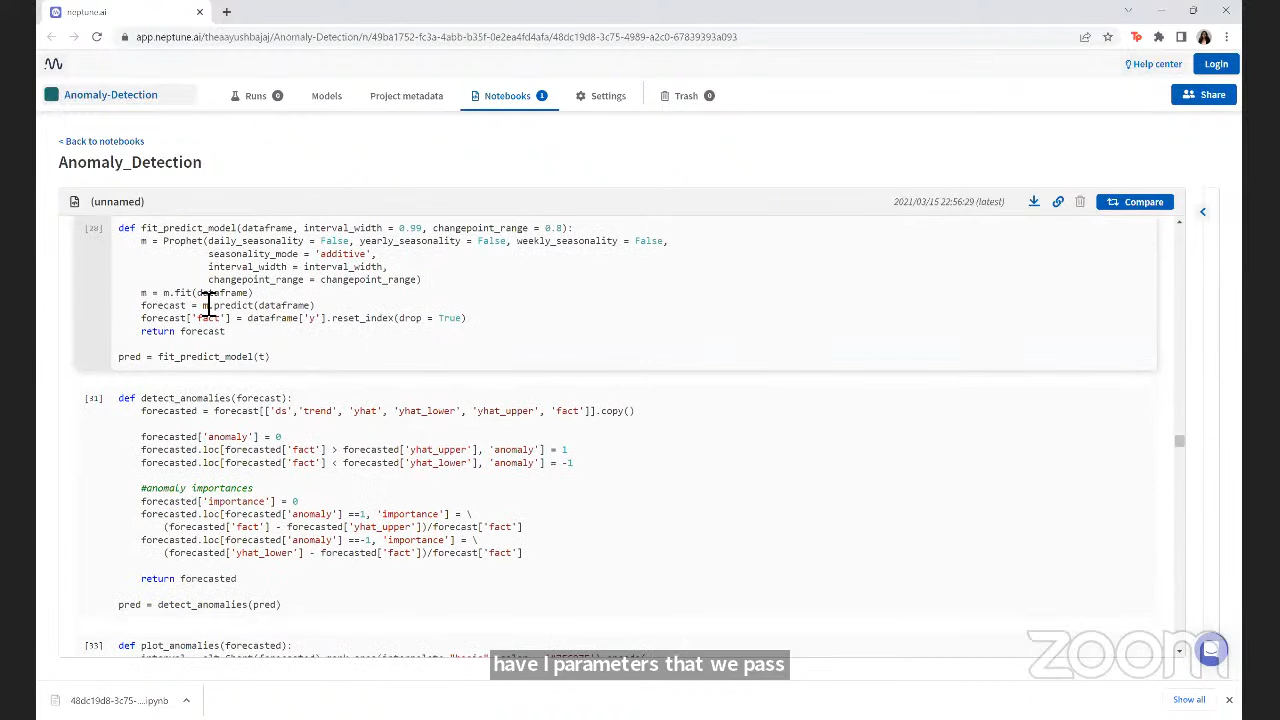 neptune.ai
app.neptune.ai/theaayushbajaj/Anomaly-Detection/n/49ba1752-fc3a-4abb-b35f-0e2ea4fd4afa/48dc19d8-3c75-4989-a2c0-67839393a093
Help center
Login
Anomaly-Detection
Runs 0
Models
Project metadata
Notebooks 1
Settings
Trash 0
Share
< Back to notebooks
Anomaly_Detection
(unnamed)
2021/03/15 22:56:29 (latest)
Compare
[28] def fit_predict_model(dataframe, interval_width = 0.99, changepoint_range = 0.8):
m = Prophet(daily_seasonality = False, yearly_seasonality = False, weekly_seasonality = False,
seasonality_mode = 'additive',
interval_width = interval_width,
changepoint_range = changepoint_range)
m = m.fit(dataframe)
forecast = m.predict(dataframe)
forecast['fact'] = dataframe['y'].reset_index(drop = True)
return forecast
pred = fit_predict_model(t)
[31] def detect_anomalies(forecast):
forecasted = forecast[['ds','trend', 'yhat', 'yhat_lower', 'yhat_upper', 'fact']].copy()
forecasted['anomaly'] = 0
forecasted.loc[forecasted['fact'] > forecasted['yhat_upper'], 'anomaly'] = 1
forecasted.loc[forecasted['fact'] < forecasted['yhat_lower'], 'anomaly'] = -1
#anomaly importances
forecasted['importance'] = 0
forecasted.loc[forecasted['anomaly'] ==1, 'importance'] = \
(forecasted['fact'] - forecasted['yhat_upper'])/forecast['fact']
forecasted.loc[forecasted['anomaly'] ==-1, 'importance'] = \
(forecasted['yhat_lower'] - forecasted['fact'])/forecast['fact']
return forecasted
pred = detect_anomalies(pred)
[33] def plot_anomalies(forecasted):
zoom
have I parameters that we pass
48dc19d8-3c75-....ipynb
Show all